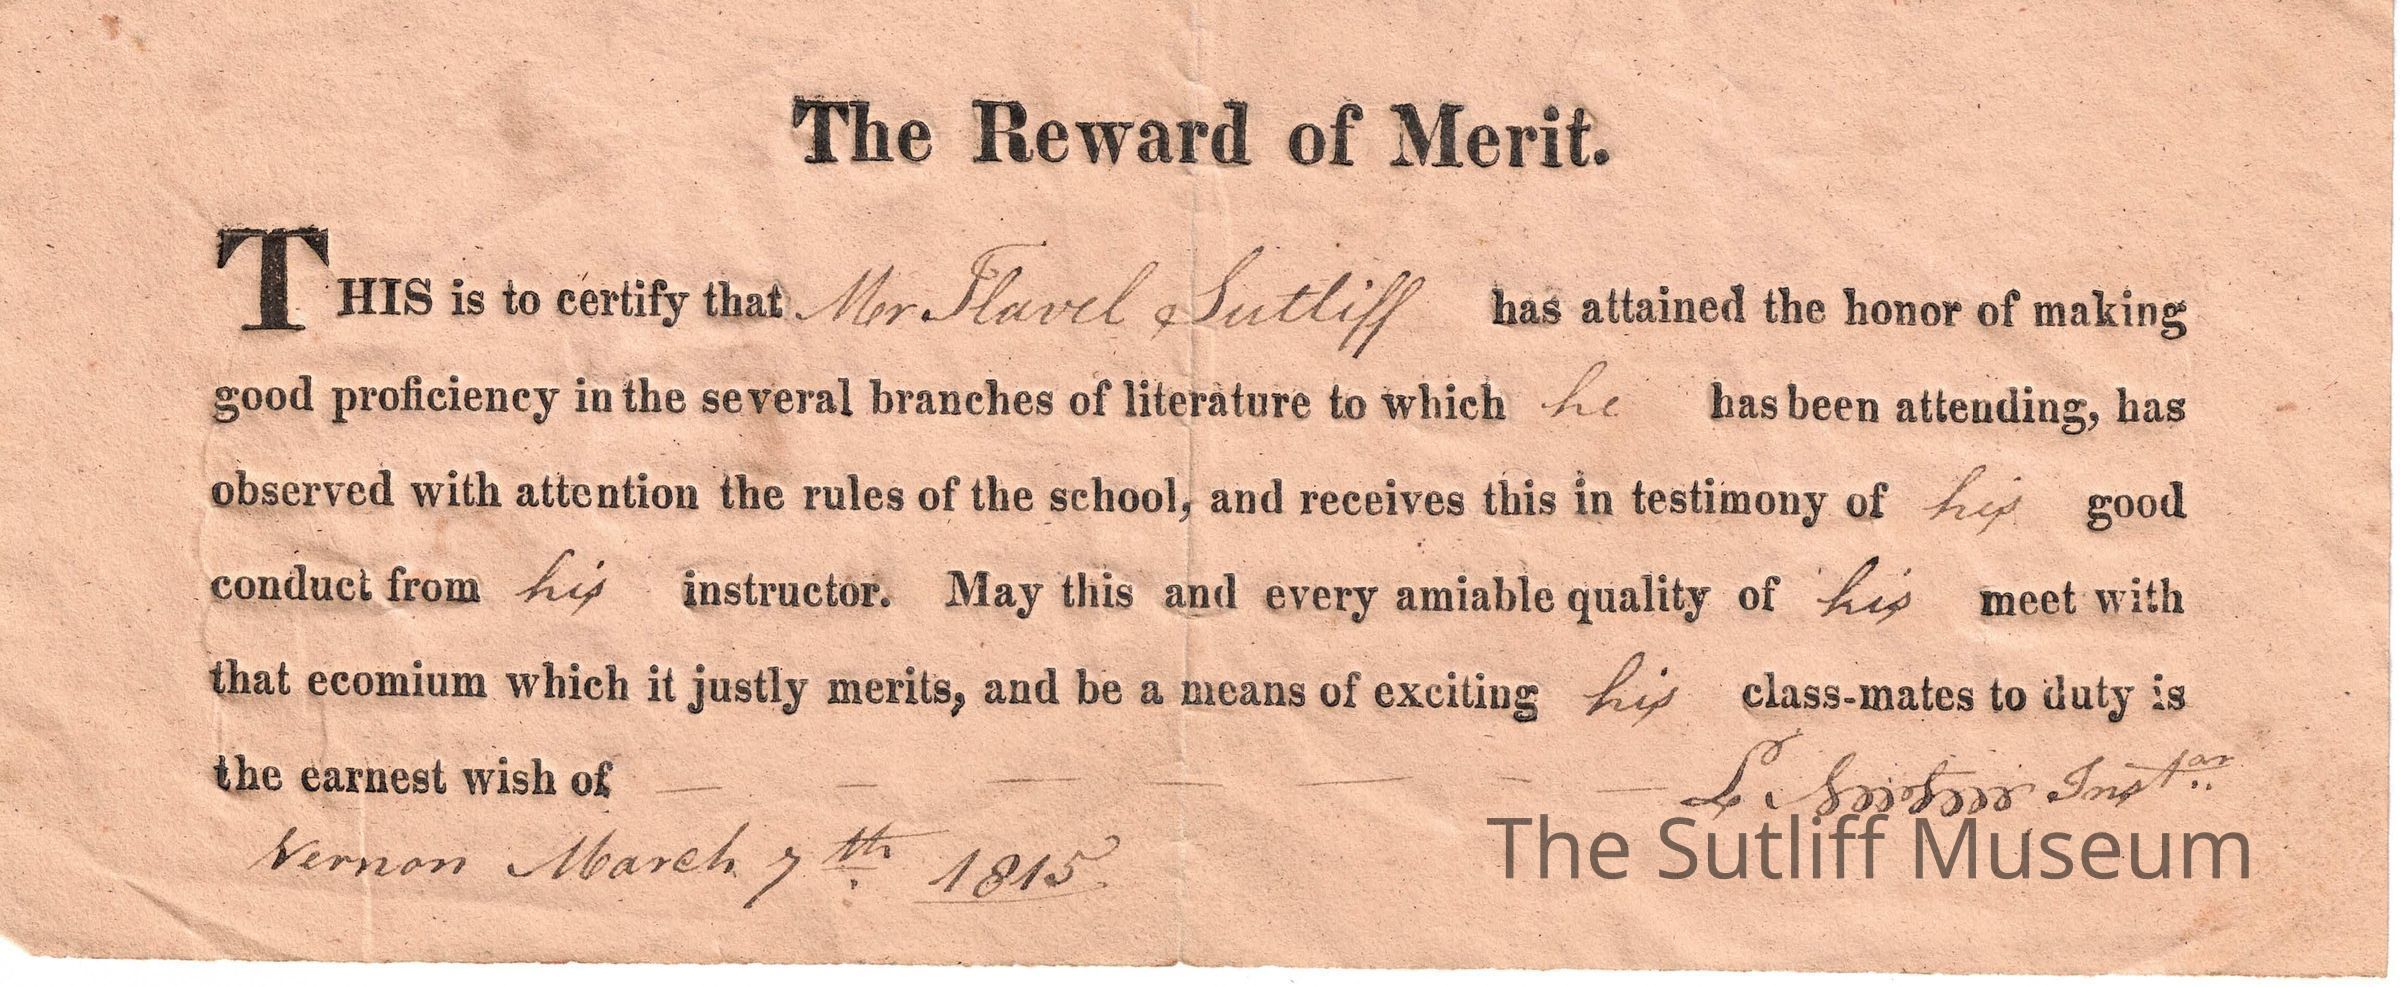 The Reward of Merit.
THIS is to certify that Mr Flavel Sutliff has attained the honor of making
good proficiency in the several branches of literature to which he has been attending, has
observed with attention the rules of the school, and receives this in testimony of his good
conduct from his instructor. May this and every amiable quality of his meet with
that ecomium which it justly merits, and be a means of exciting his class-mates to duty is
the earnest wish of — — — — — — — L. Instor
Vernon March 7th 1815
The Sutliff Museum